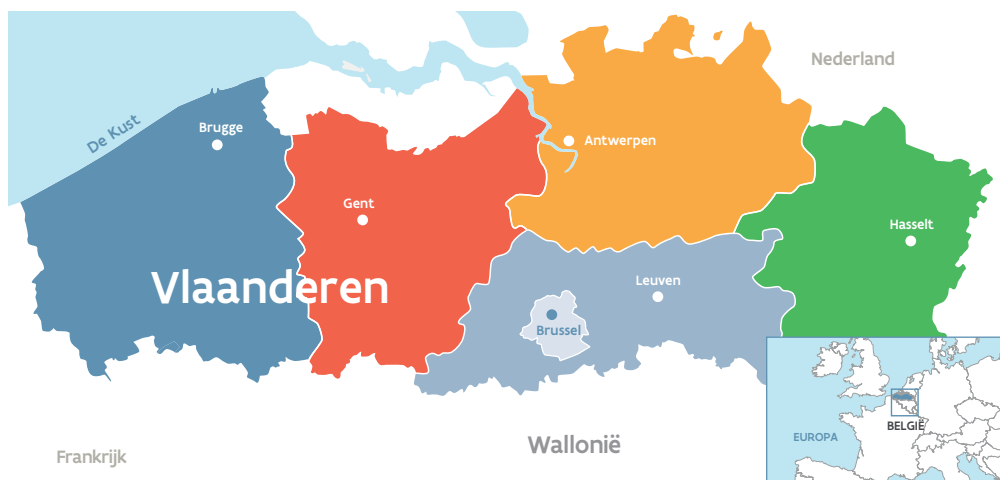 Nederland
De Kust
Brugge
Antwerpen
Gent
Hasselt
Vlaanderen
Leuven
Brussel
BELGIË
EUROPA
Wallonië
Frankrijk